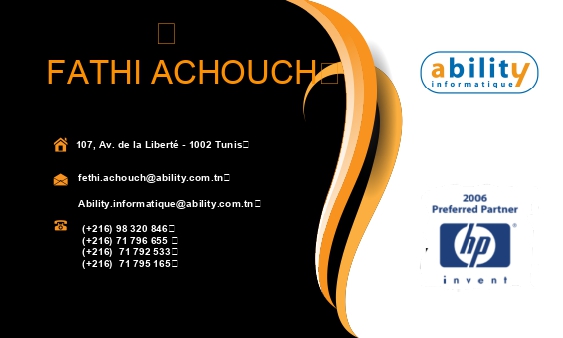 FATHI ACHOUCH
107, Av. de la Liberté - 1002 Tunis
fethi.achouch@ability.com.tn
Ability.informatique@ability.com.tn
(+216) 98 320 846
(+216) 71 796 655
(+216) 71 792 533
(+216) 71 795 165
ability
informatique
2006
Preferred Partner
hp
invent